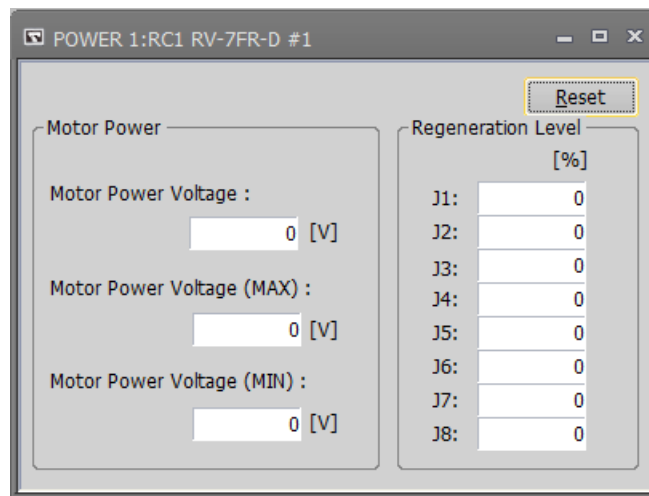 POWER 1:RC1 RV-7FR-D #1
Reset
Motor Power
Motor Power Voltage :
0 [V]
Motor Power Voltage (MAX) :
0 [V]
Motor Power Voltage (MIN) :
0 [V]
Regeneration Level
[%]
J1: 0
J2: 0
J3: 0
J4: 0
J5: 0
J6: 0
J7: 0
J8: 0